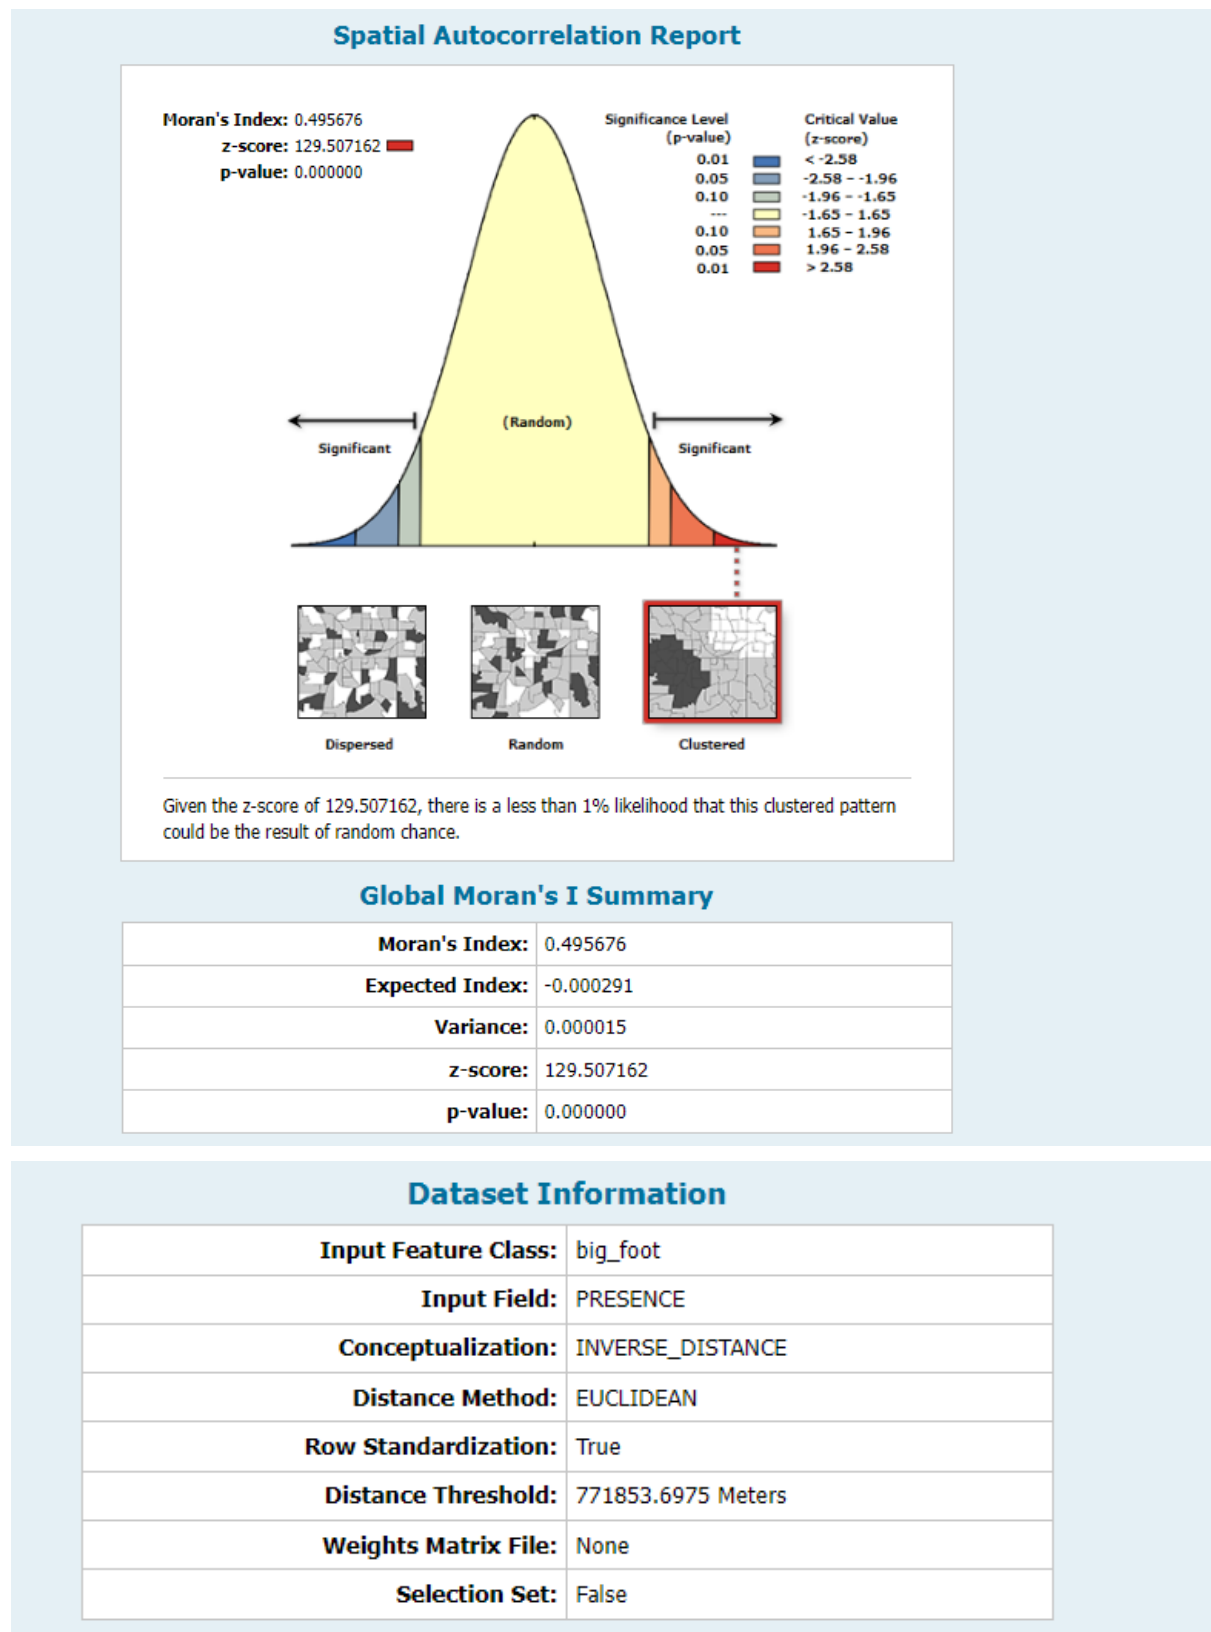 Spatial Autocorrelation Report
Moran's Index: 0.495676
z-score: 129.507162
p-value: 0.000000
Significance Level
(p-value)
Critical Value
(z-score)
0.01 < -2.58
0.05 -2.58 - -1.96
0.10 -1.96 - -1.65
--- -1.65 - 1.65
0.10 1.65 - 1.96
0.05 1.96 - 2.58
0.01 > 2.58
Significant
(Random)
Significant
Dispersed
Random
Clustered
Given the z-score of 129.507162, there is a less than 1% likelihood that this clustered pattern
could be the result of random chance.
Global Moran's I Summary
Moran's Index: 0.495676
Expected Index: -0.000291
Variance: 0.000015
z-score: 129.507162
p-value: 0.000000
Dataset Information
Input Feature Class: big_foot
Input Field: PRESENCE
Conceptualization: INVERSE_DISTANCE
Distance Method: EUCLIDEAN
Row Standardization: True
Distance Threshold: 771853.6975 Meters
Weights Matrix File: None
Selection Set: False